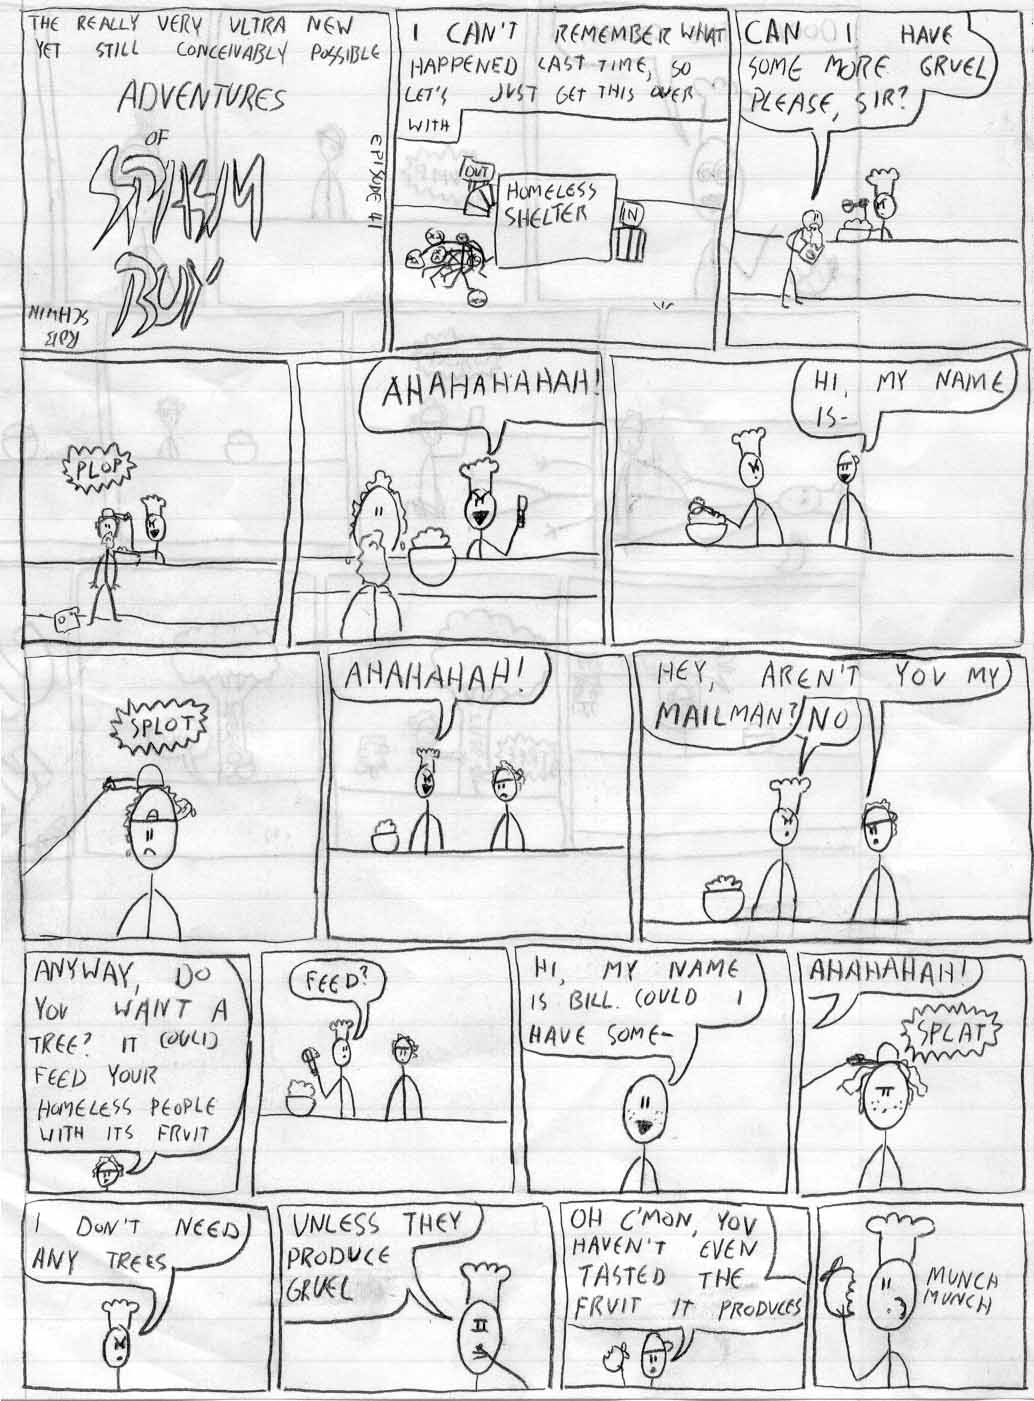 THE REALLY VERY ULTRA NEW
YET STILL CONCEIVABLY POSSIBLE
ADVENTURES
OF
SPASM
BOY
EPISODE 41
ROB
SCHWIN
I CAN'T REMEMBER WHAT
HAPPENED LAST TIME, SO
LET'S JUST GET THIS OVER
WITH
OUT
HOMELESS
SHELTER
IN
CAN I HAVE
SOME MORE GRUEL
PLEASE, SIR?
PLOP
AHAHAHAHAH!
HI, MY NAME
IS-
SPLOT
AHAHAHAH!
HEY, AREN'T YOU MY
MAILMAN?
NO
ANYWAY, DO
YOU WANT A
TREE? IT COULD
FEED YOUR
HOMELESS PEOPLE
WITH ITS FRUIT
FEED?
HI, MY NAME
IS BILL. COULD I
HAVE SOME-
AHAHAHAH!
SPLAT
I DON'T NEED
ANY TREES
UNLESS THEY
PRODUCE
GRUEL
OH C'MON, YOU
HAVEN'T EVEN
TASTED THE
FRUIT IT PRODUCES
MUNCH
MUNCH